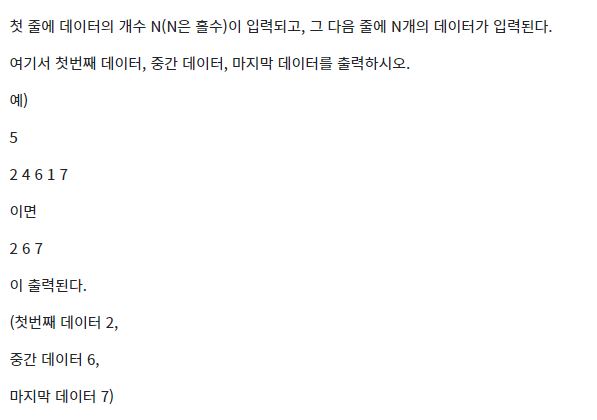 첫 줄에 데이터의 개수 N(N은 홀수)이 입력되고, 그 다음 줄에 N개의 데이터가 입력된다.
여기서 첫번째 데이터, 중간 데이터, 마지막 데이터를 출력하시오.
예)
5
2 4 6 1 7
이면
2 6 7
이 출력된다.
(첫번째 데이터 2,
중간 데이터 6,
마지막 데이터 7)